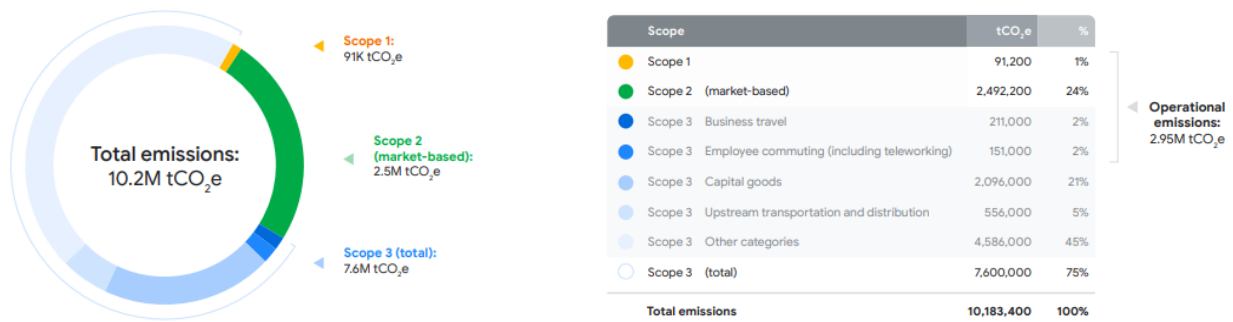 Total emissions:
10.2M tCO₂e
Scope 1:
91K tCO₂e
Scope 2
(market-based):
2.5M tCO₂e
Scope 3 (total):
7.6M tCO₂e
Scope tCO₂e %
Scope 1 91,200 1%
Scope 2 (market-based) 2,492,200 24%
Scope 3 Business travel 211,000 2%
Scope 3 Employee commuting (including teleworking) 151,000 2%
Scope 3 Capital goods 2,096,000 21%
Scope 3 Upstream transportation and distribution 556,000 5%
Scope 3 Other categories 4,586,000 45%
Scope 3 (total) 7,600,000 75%
Total emissions 10,183,400 100%
Operational
emissions:
2.95M tCO₂e